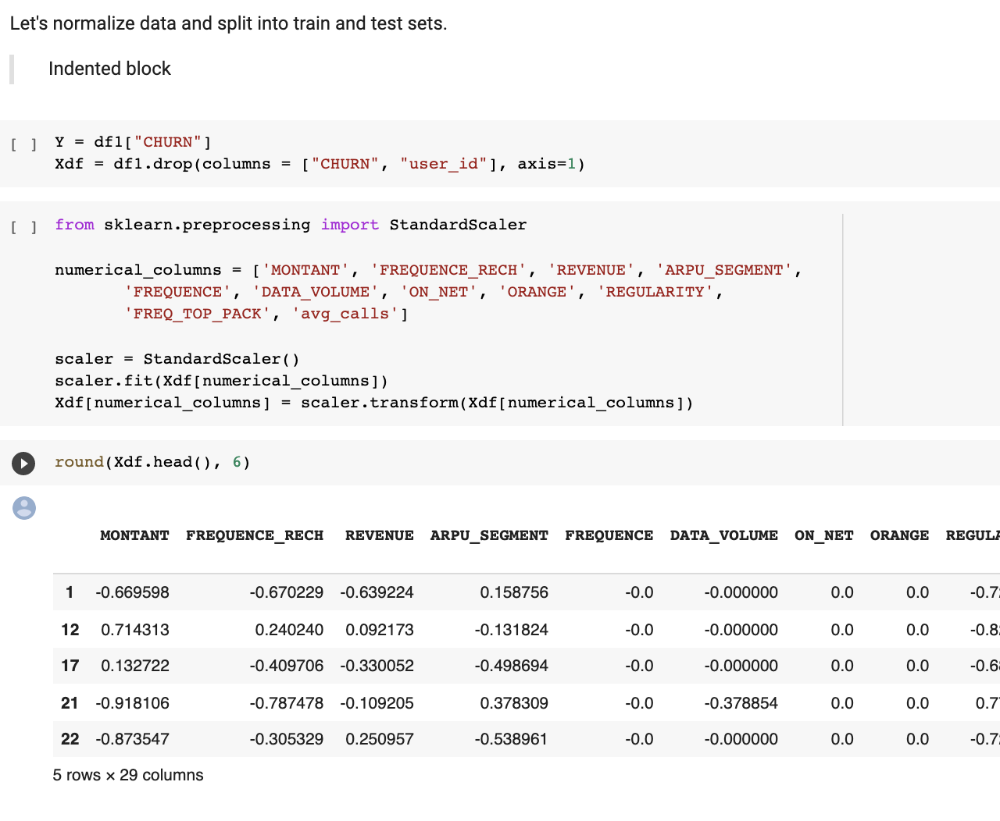 Let's normalize data and split into train and test sets.
Indented block
[ ] Y = df1["CHURN"]
Xdf = df1.drop(columns = ["CHURN", "user_id"], axis=1)
[ ] from sklearn.preprocessing import StandardScaler
numerical_columns = ['MONTANT', 'FREQUENCE_RECH', 'REVENUE', 'ARPU_SEGMENT',
'FREQUENCE', 'DATA_VOLUME', 'ON_NET', 'ORANGE', 'REGULARITY',
'FREQ_TOP_PACK', 'avg_calls']
scaler = StandardScaler()
scaler.fit(Xdf[numerical_columns])
Xdf[numerical_columns] = scaler.transform(Xdf[numerical_columns])
round(Xdf.head(), 6)
MONTANT FREQUENCE_RECH REVENUE ARPU_SEGMENT FREQUENCE DATA_VOLUME ON_NET ORANGE
1 -0.669598 -0.670229 -0.639224 0.158756 -0.0 -0.000000 0.0 0.0
12 0.714313 0.240240 0.092173 -0.131824 -0.0 -0.000000 0.0 0.0
17 0.132722 -0.409706 -0.330052 -0.498694 -0.0 -0.000000 0.0 0.0
21 -0.918106 -0.787478 -0.109205 0.378309 -0.0 -0.378854 0.0 0.0
22 -0.873547 -0.305329 0.250957 -0.538961 -0.0 -0.000000 0.0 0.0
5 rows × 29 columns